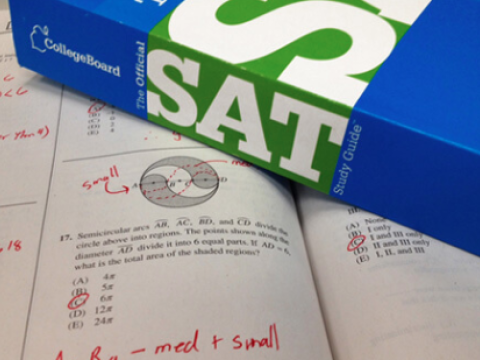 CollegeBoard
The Official
SAT
Study Guide™
(C)
(D)
(E)
small
17. Semicircular arcs AB, AC, BD, and CD divide the
circle above into regions. The points shown along the
diameter AD divide it into 6 equal parts. If AD = 6,
what is the total area of the shaded regions?
(A) 4π
(B) 5π
(C) 6π
(D) 12π
(E) 24π
- med + small
18
(A) None
(B) I only
(C) I and III only
(D) II and III only
(E) I, II, and III